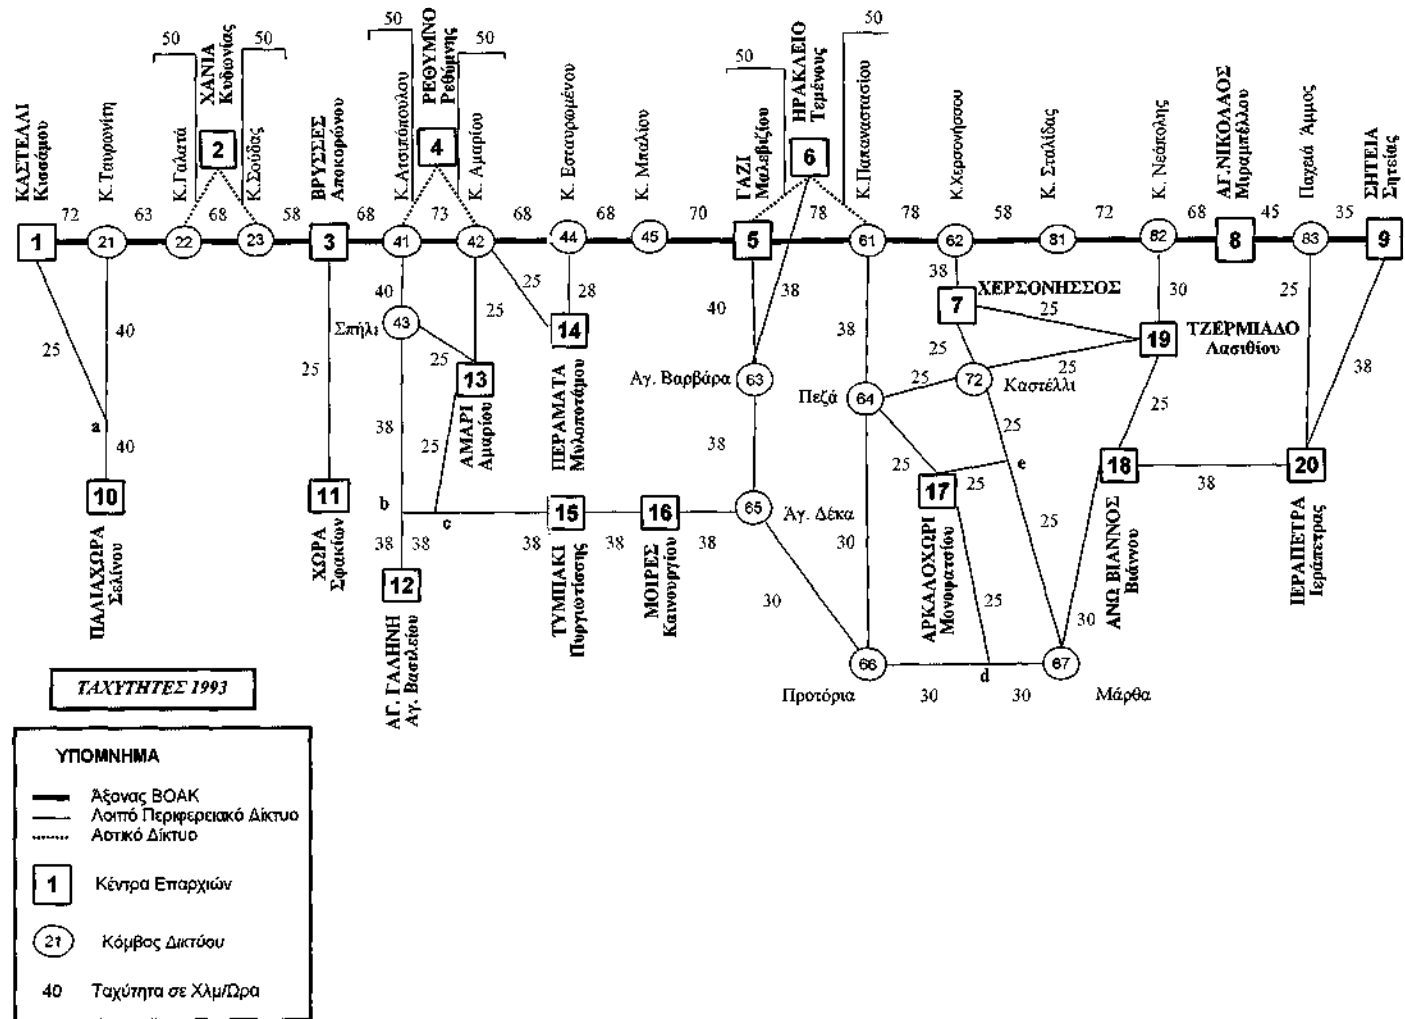 50
50
50
50
50
50
ΚΑΣΤΕΛΛΙ
Κισσάμου
Κ.Ταυρωνίτη
Κ.Γαλατά
ΧΑΝΙΑ
Κυδωνίας
Κ.Σούδας
ΒΡΥΣΣΕΣ
Αποκορώνου
Κ.Ατσιπόπουλου
ΡΕΘΥΜΝΟ
Ρεθύμνης
Κ. Αμαρίου
Κ. Εσταυρωμένου
Κ. Μπαλίου
ΓΑΖΙ
Μαλεβιζίου
ΗΡΑΚΛΕΙΟ
Τεμένους
Κ.Παπαναστασίου
Κ.Χερσονήσου
Κ. Σταλίδας
Κ. Νεάπολης
ΑΓ.ΝΙΚΟΛΑΟΣ
Μιραμπέλλου
Παχειά Άμμος
ΣΗΤΕΙΑ
Σητείας
2
4
6
72 63 68 58 68 73 68 68 70 78 78 58 72 68 45 35
1 21 22 23 3 41 42 44 45 5 61 62 81 82 8 83 9
40 25 25 28 40 38 38 38 30 25
7 ΧΕΡΣΟΝΗΣΣΟΣ
25
Σπήλι 43
14
19 ΤΖΕΡΜΙΑΔΟ
Λασιθίου
25 40 25 25 25 25 38
13
ΑΜΑΡΙ
Αμαρίου
ΠΕΡΑΜΑΤΑ
Μυλοποτάμου
Αγ. Βαρβάρα 63
Πεζά 64
25
72 Καστέλλι
25
a 40
38 25 38 25 25 25
e
10
ΠΑΛΙΑΧΩΡΑ
Σελίνου
11
ΧΩΡΑ
Σφακίων
b c
15
ΤΥΜΠΑΚΙ
Πυργιωτίσσης
16
ΜΟΙΡΕΣ
Καινουργίου
65 Άγ. Δέκα
17
ΑΡΚΑΛΟΧΩΡΙ
Μονοφατσίου
18
ΑΝΩ ΒΙΑΝΝΟΣ
Βιάννου
38
20
ΙΕΡΑΠΕΤΡΑ
Ιεράπετρας
38 38 38 38 38 30 25
12
ΑΓ. ΓΑΛΗΝΗ
Αγ. Βασιλείου
30 25 30
66 d 67
Προτόρια 30 30 Μάρθα
ΤΑΧΥΤΗΤΕΣ 1993
ΥΠΟΜΝΗΜΑ
Άξονας ΒΟΑΚ
Λοιπό Περιφερειακό Δίκτυο
Αστικό Δίκτυο
1 Κέντρα Επαρχιών
21 Κόμβος Δικτύου
40 Ταχύτητα σε Χλμ/Ώρα